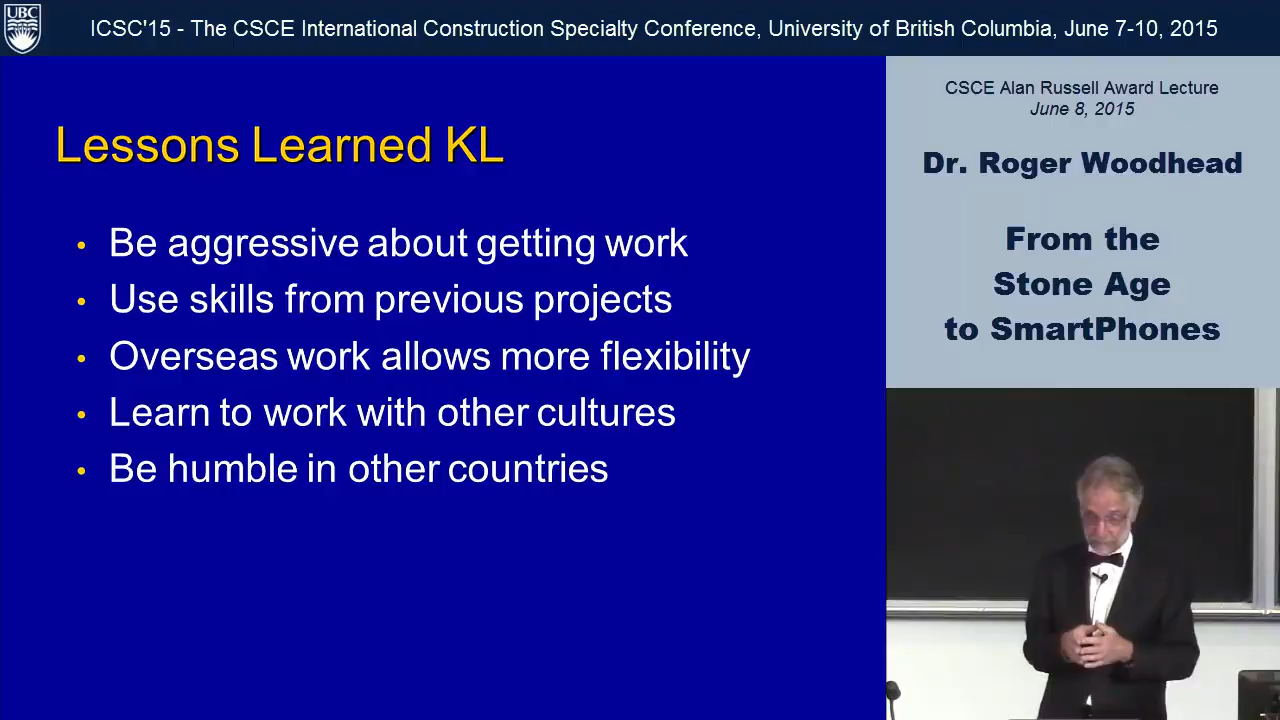 UBC
ICSC'15 - The CSCE International Construction Specialty Conference, University of British Columbia, June 7-10, 2015
Lessons Learned KL
• Be aggressive about getting work
• Use skills from previous projects
• Overseas work allows more flexibility
• Learn to work with other cultures
• Be humble in other countries
CSCE Alan Russell Award Lecture
June 8, 2015
Dr. Roger Woodhead
From the
Stone Age
to SmartPhones